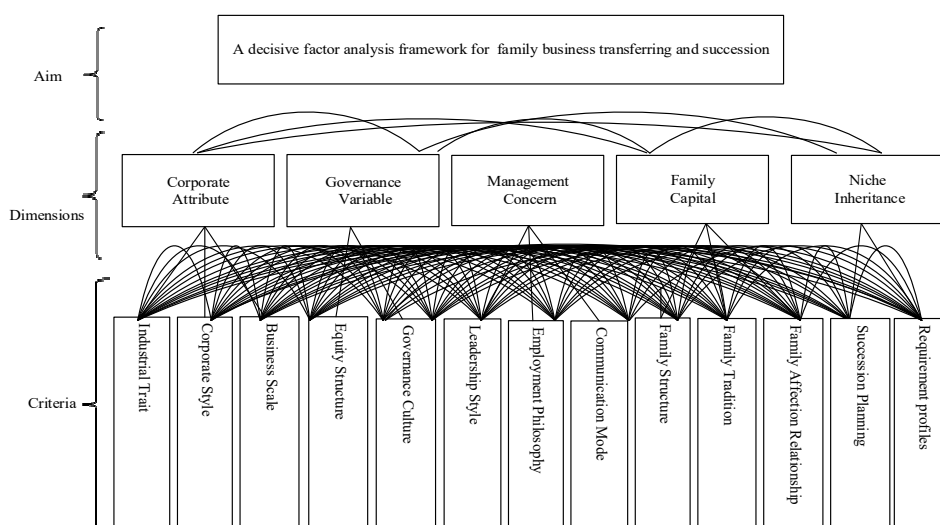 A decisive factor analysis framework for family business transferring and succession
Aim
Corporate
Attribute
Governance
Variable
Management
Concern
Family
Capital
Niche
Inheritance
Dimensions
Industrial Trait
Corporate Style
Business Scale
Equity Structure
Governance Culture
Leadership Style
Employment Philosophy
Communication Mode
Family Structure
Family Tradition
Family Affection Relationship
Succession Planning
Requirement profiles
Criteria